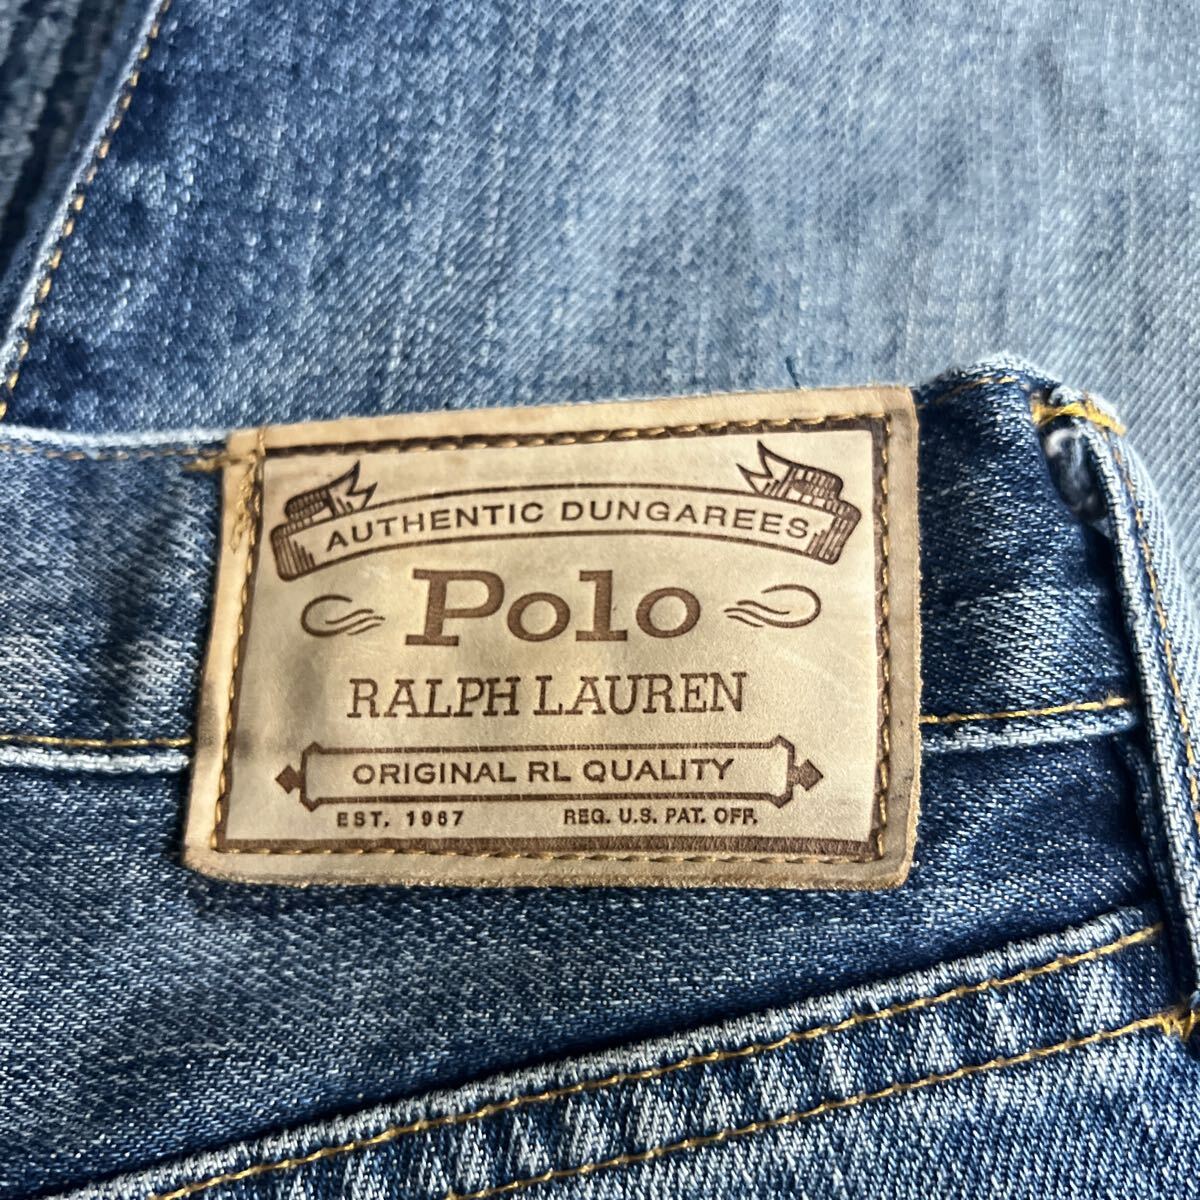 AUTHENTIC DUNGAREES
Polo
RALPH LAUREN
ORIGINAL RL QUALITY
EST. 1967 REG. U.S. PAT. OFF.